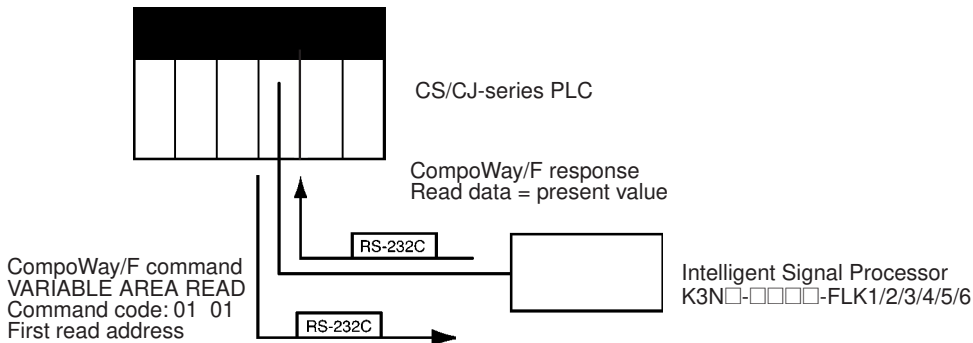 CS/CJ-series PLC
CompoWay/F response
Read data = present value
RS-232C
CompoWay/F command
VARIABLE AREA READ
Command code: 01 01
First read address
RS-232C
Intelligent Signal Processor
K3N□-□□□□-FLK1/2/3/4/5/6